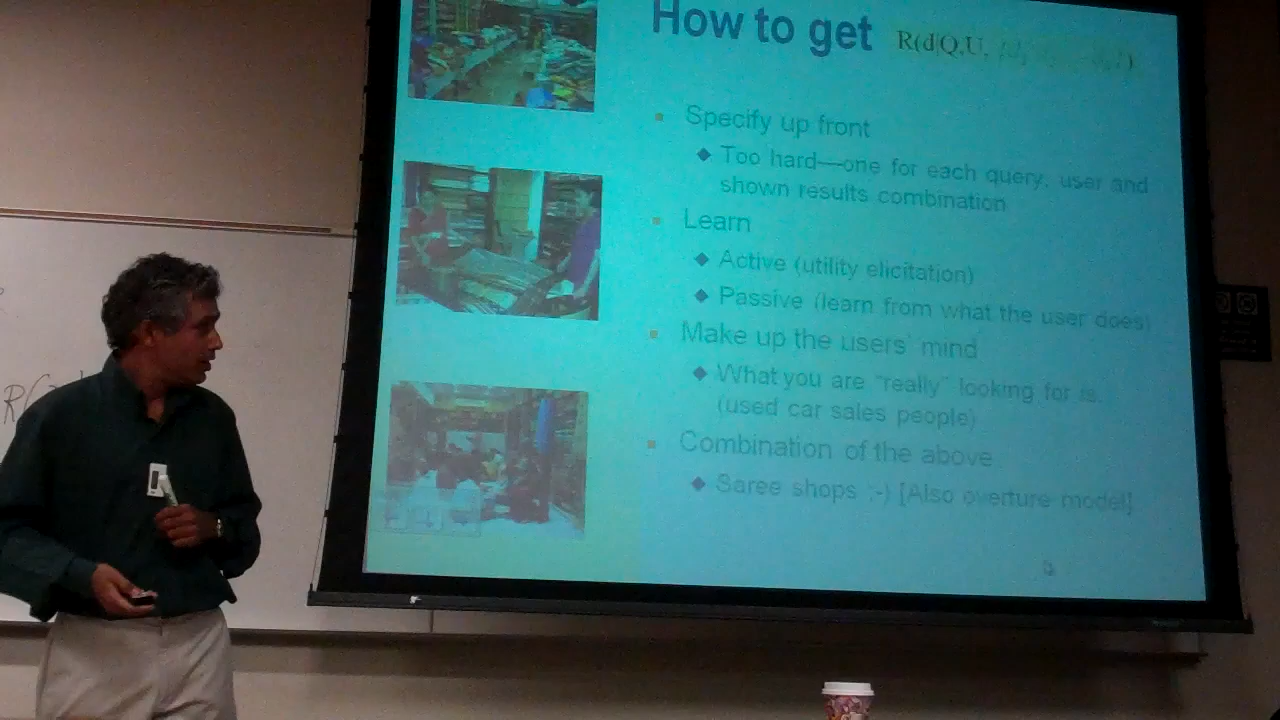 How to get R(d|Q,U,
Specify up front
Too hard—one for each query, user and
shown results combination
Learn
Active (utility elicitation)
Passive (learn from what the user does)
Make up the users' mind
What you are "really" looking for is..
(used car sales people)
Combination of the above
Saree shops :-) [Also overture model]